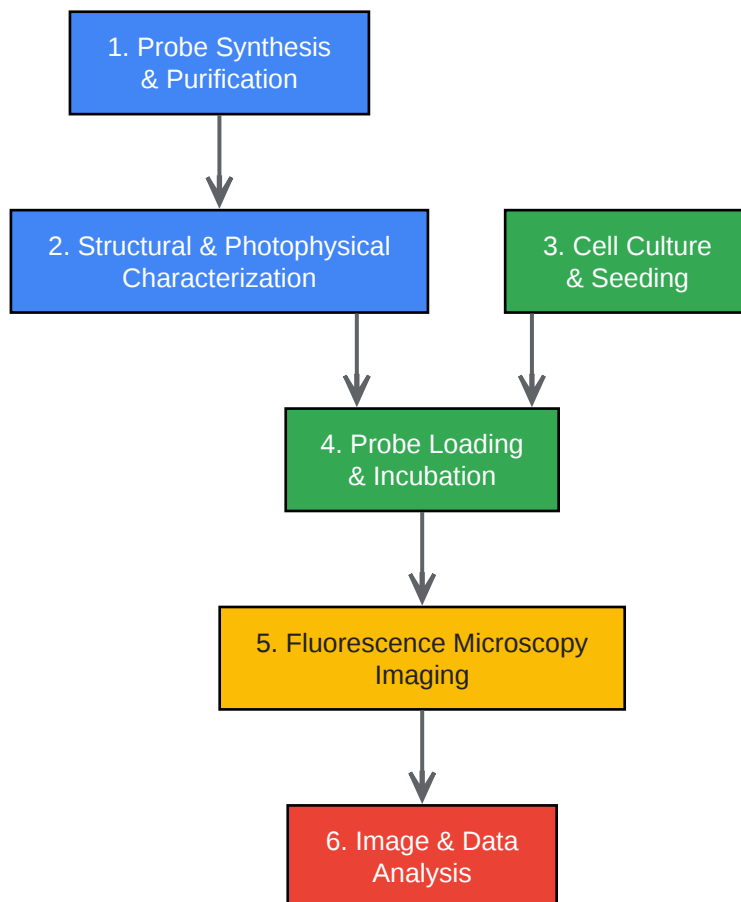 1. Probe Synthesis
& Purification
2. Structural & Photophysical
Characterization
3. Cell Culture
& Seeding
4. Probe Loading
& Incubation
5. Fluorescence Microscopy
Imaging
6. Image & Data
Analysis